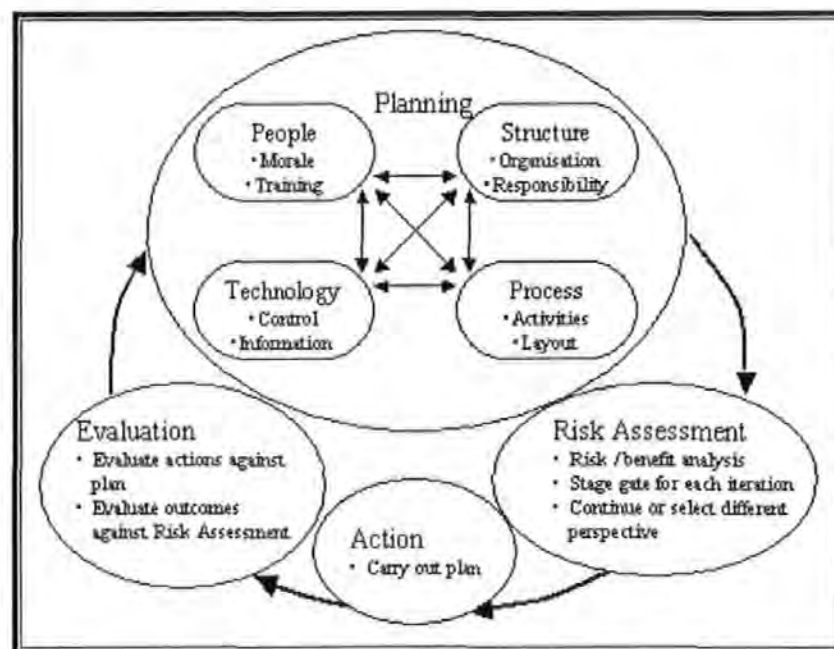 Planning
People
• Morale
• Training
Structure
• Organisation
• Responsibility
Technology
• Control
• Information
Process
• Activities
• Layout
Evaluation
• Evaluate actions against
plan
• Evaluate outcomes
against Risk Assessment
Action
• Carry out plan
Risk Assessment
• Risk / benefit analysis
• Stage gate for each iteration
• Continue or select different
perspective